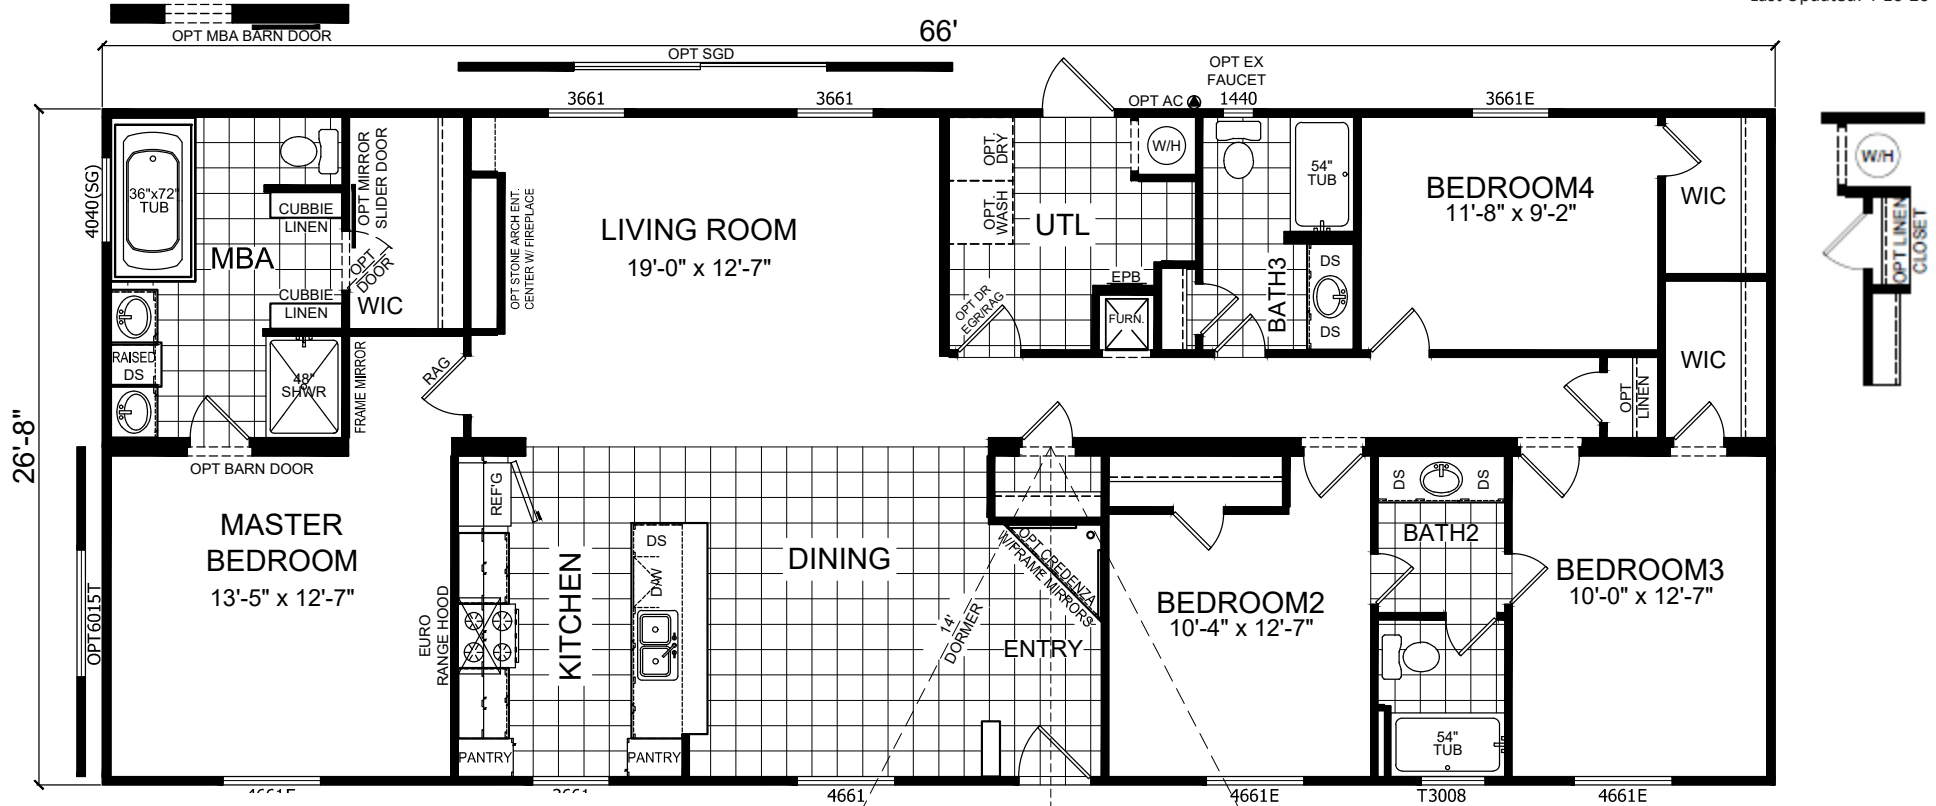 OPT MBA BARN DOOR
66'
OPT SGD
OPT EX
FAUCET
OPT AC
3661
3661
1440
3661E
4040(SG)
36"x72"
TUB
CUBBIE
LINEN
OPT MIRROR
SLIDER DOOR
MBA
OPT
DOOR
CUBBIE
LINEN
WIC
RAISED
DS
48"
SHWR
FRAME MIRROR
RAG
OPT BARN DOOR
OPT STONE ARCH ENT.
CENTER W/ FIREPLACE
LIVING ROOM
19'-0" x 12'-7"
OPT.
DRY
OPT.
WASH
W/H
UTL
EPB
FURN.
OPT DR
EGR/RAG
54"
TUB
BATH3
DS
DS
BEDROOM4
11'-8" x 9'-2"
WIC
WIC
OPT
LINEN
W/H
OPT LINEN
CLOSET
26'-8"
OPT6015T
MASTER
BEDROOM
13'-5" x 12'-7"
REF'G
EURO
RANGE HOOD
KITCHEN
DS
D/W
PANTRY
PANTRY
DINING
14'
DORMER
OPT CREDENZA
W/FRAME MIRRORS
ENTRY
BEDROOM2
10'-4" x 12'-7"
DS
DS
BATH2
54"
TUB
BEDROOM3
10'-0" x 12'-7"
4661E
3661
4661
4661E
T3008
4661E